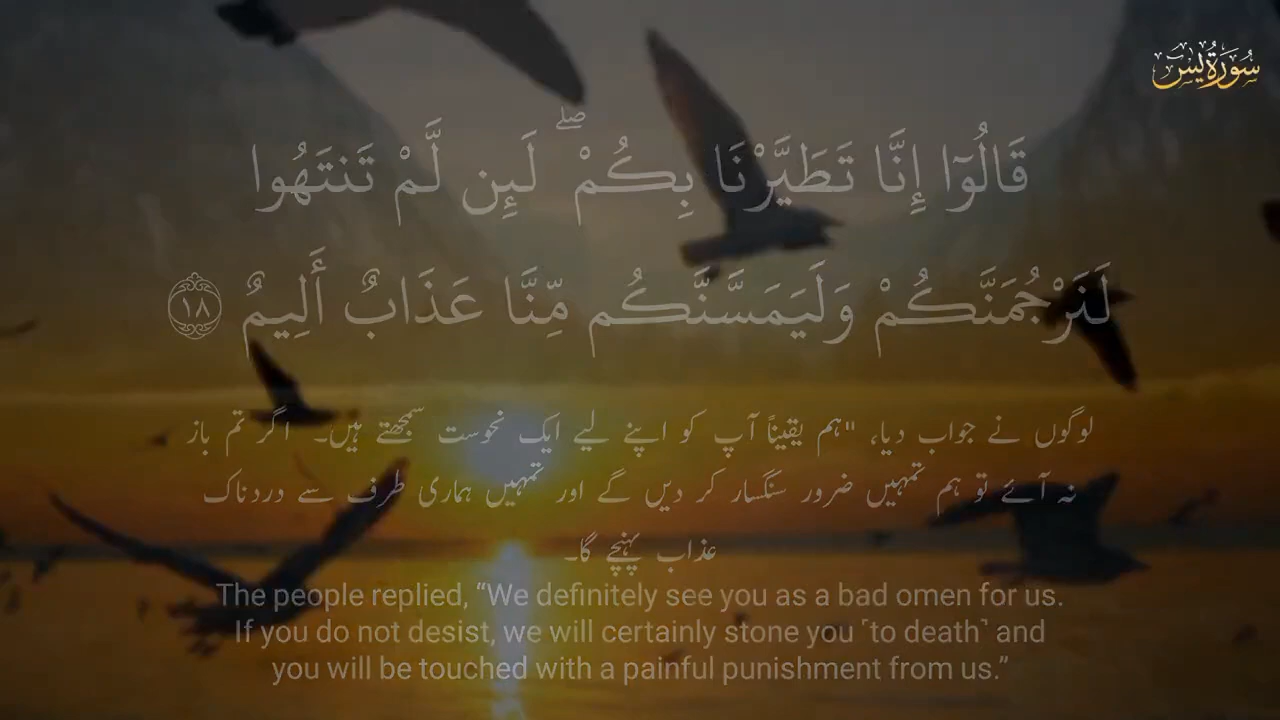 سُورَةُ يس
قَالُوٓا۟ إِنَّا تَطَيَّرْنَا بِكُمْ ۖ لَئِن لَّمْ تَنتَهُوا۟
لَنَرْجُمَنَّكُمْ وَلَيَمَسَّنَّكُم مِّنَّا عَذَابٌ أَلِيمٌ ١٨
لوگوں نے جواب دیا، "ہم یقیناً آپ کو اپنے لیے ایک نحوست سمجھتے ہیں۔ اگر تم باز
نہ آئے تو ہم تمہیں ضرور سنگسار کر دیں گے اور تمہیں ہماری طرف سے دردناک
عذاب پہنچے گا۔
The people replied, “We definitely see you as a bad omen for us.
If you do not desist, we will certainly stone you ˹to death˺ and
you will be touched with a painful punishment from us.”